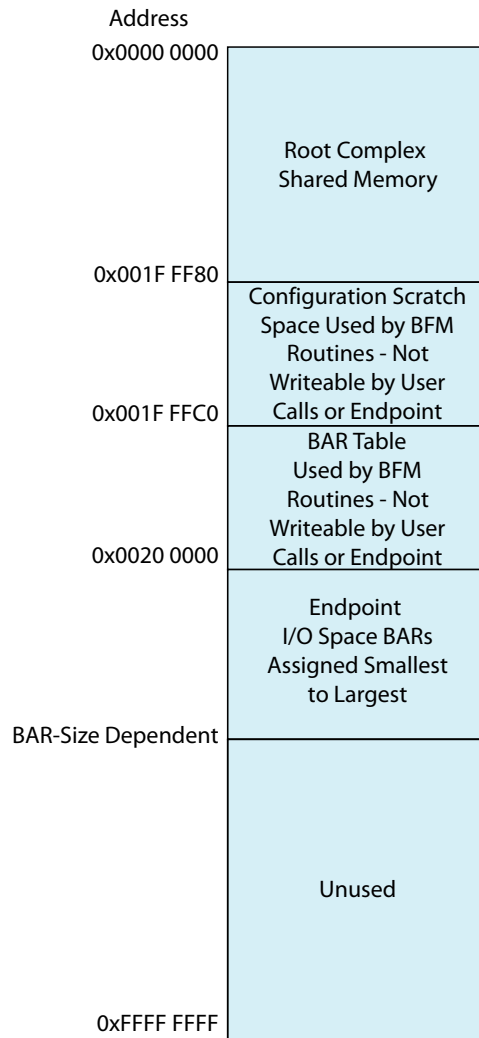 Address
0x0000 0000
Root Complex
Shared Memory
0x001F FF80
Configuration Scratch
Space Used by BFM
Routines - Not
Writeable by User
Calls or Endpoint
0x001F FFC0
BAR Table
Used by BFM
Routines - Not
Writeable by User
Calls or Endpoint
0x0020 0000
Endpoint
I/O Space BARs
Assigned Smallest
to Largest
BAR-Size Dependent
Unused
0xFFFF FFFF